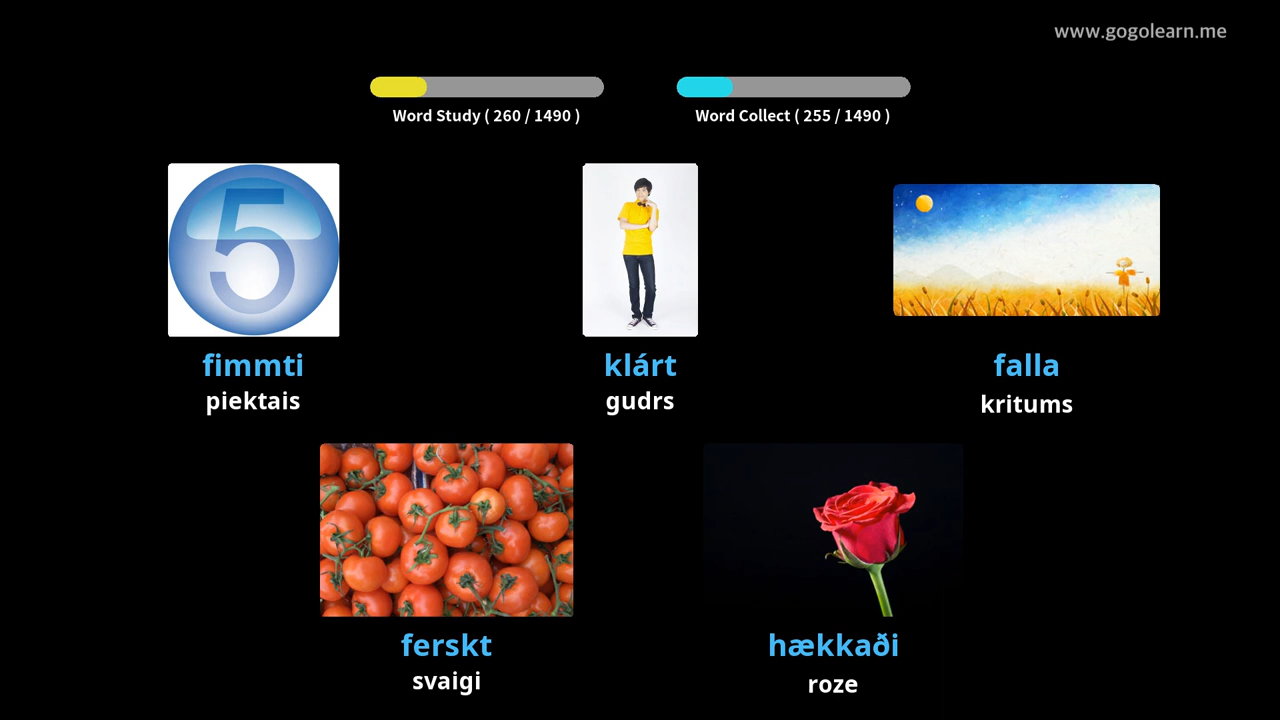 www.gogolearn.me
Word Study ( 260 / 1490 )
Word Collect ( 255 / 1490 )
5
fimmti
piektais
klárt
gudrs
falla
kritums
ferskt
svaigi
hækkaði
roze